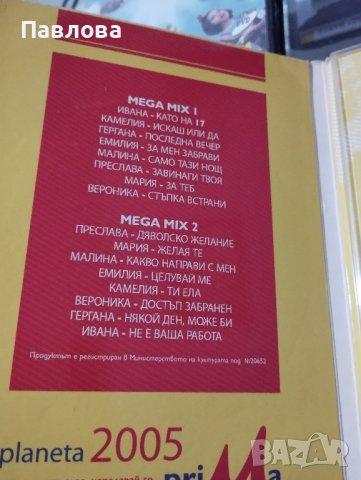 Павлова
MEGA MIX 1
ИВАНА - КАТО НА 17
КАМЕЛИЯ - ИСКАШ ИЛИ ДА
ГЕРГАНА - ПОСЛЕДНА ВЕЧЕР
ЕМИЛИЯ - ЗА МЕН ЗАБРАВИ
МАЛИНА - САМО ТАЗИ НОЩ
ПРЕСЛАВА - ЗАВИНАГИ ТВОЯ
МАРИЯ - ЗА ТЕБ
ВЕРОНИКА - СТЪПКА ВСТРАНИ
MEGA MIX 2
ПРЕСЛАВА - ДЯВОЛСКО ЖЕЛАНИЕ
МАРИЯ - ЖЕЛАЯ ТЕ
МАЛИНА - КАКВО НАПРАВИ С МЕН
ЕМИЛИЯ - ЦЕЛУВАЙ МЕ
КАМЕЛИЯ - ТИ ЕЛА
ВЕРОНИКА - ДОСТЪП ЗАБРАНЕН
ГЕРГАНА - НЯКОЙ ДЕН, МОЖЕ БИ
ИВАНА - НЕ Е ВАША РАБОТА
Продуктът е регистриран в Министерството на културата под №20652
planeta 2005
priMa
BAZAR